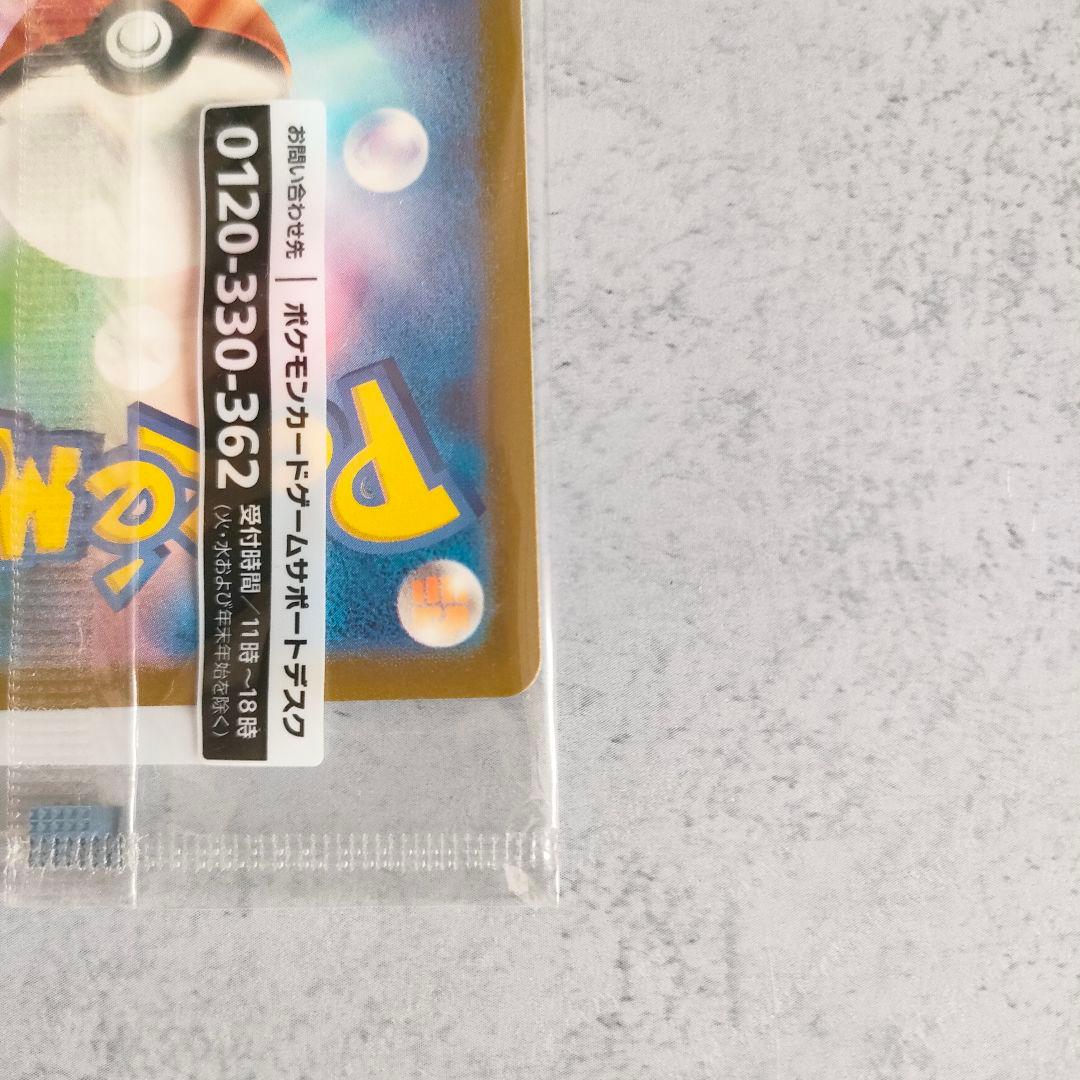 お問い合わせ先｜ポケモンカードゲームサポートデスク
0120-330-362 受付時間／11時～18時
(火・水および年末年始を除く)